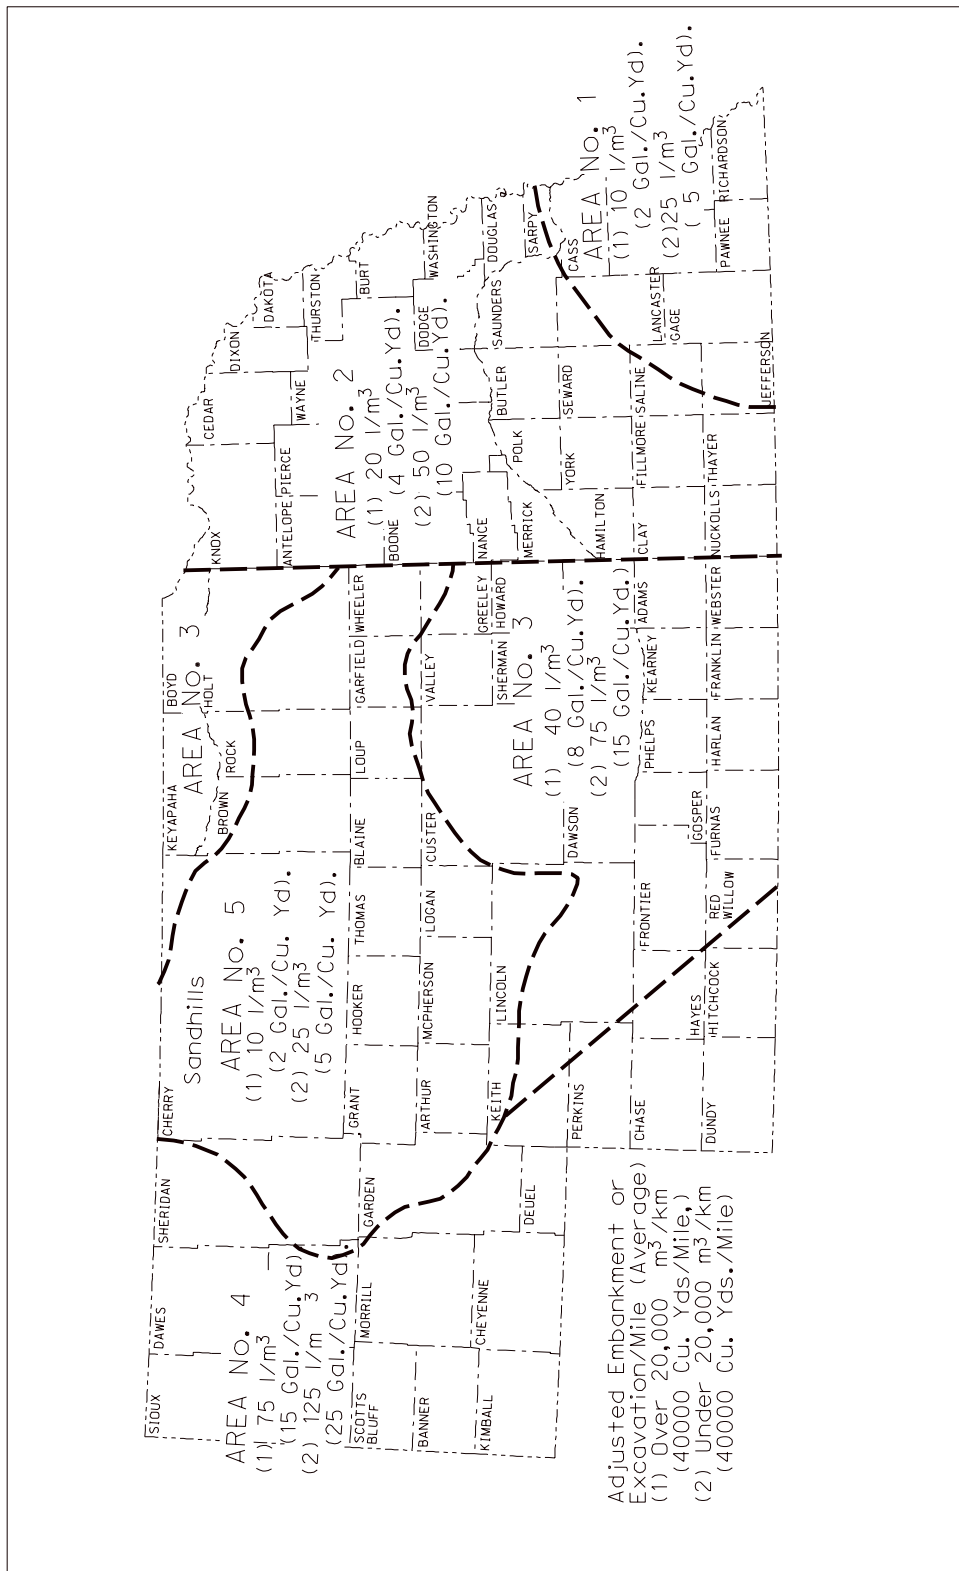 SIOUX
DAWES
SHERIDAN
CHERRY
KEYAPAHA
BOYD
HOLT
KNOX
CEDAR
DIXON
DAKOTA
BROWN
ROCK
ANTELOPE
PIERCE
WAYNE
THURSTON
SCOTTS
BLUFF
MORRILL
GARDEN
GRANT
HOOKER
THOMAS
BLAINE
LOUP
GARFIELD
WHEELER
BOONE
BURT
BANNER
ARTHUR
MCPHERSON
LOGAN
CUSTER
VALLEY
GREELEY
NANCE
DODGE
WASHINGTON
KIMBALL
CHEYENNE
DEUEL
KEITH
LINCOLN
SHERMAN
HOWARD
MERRICK
POLK
BUTLER
SAUNDERS
DOUGLAS
SARPY
PERKINS
DAWSON
HAMILTON
YORK
SEWARD
CASS
CHASE
HAYES
FRONTIER
GOSPER
PHELPS
KEARNEY
ADAMS
CLAY
FILLMORE
SALINE
LANCASTER
GAGE
DUNDY
HITCHCOCK
RED
WILLOW
FURNAS
HARLAN
FRANKLIN
WEBSTER
NUCKOLLS
THAYER
JEFFERSON
PAWNEE
RICHARDSON
AREA No. 4
(1) 75 l/m³
(15 Gal./Cu.Yd)
(2) 125 l/m 3
(25 Gal./Cu.Yd).
Sandhills
AREA No. 5
(1) 10 l/m³
(2 Gal./Cu. Yd).
(2) 25 l/m³
(5 Gal./Cu. Yd).
AREA No. 3
AREA No. 3
(1) 40 l/m³
(8 Gal./Cu.Yd).
(2) 75 l/m³
(15 Gal./Cu.Yd.)
AREA No. 2
(1) 20 l/m³
(4 Gal./Cu.Yd).
(2) 50 l/m³
(10 Gal./Cu.Yd).
AREA No. 1
(1) 10 l/m³
(2 Gal./Cu.Yd).
(2)25 l/m³
( 5 Gal./Cu.Yd).
Adjusted Embankment or
Excavation/Mile (Average)
(1) Over 20,000 m³/km
(40000 Cu. Yds/Mile,)
(2) Under 20,000 m³/km
(40000 Cu. Yds./Mile)